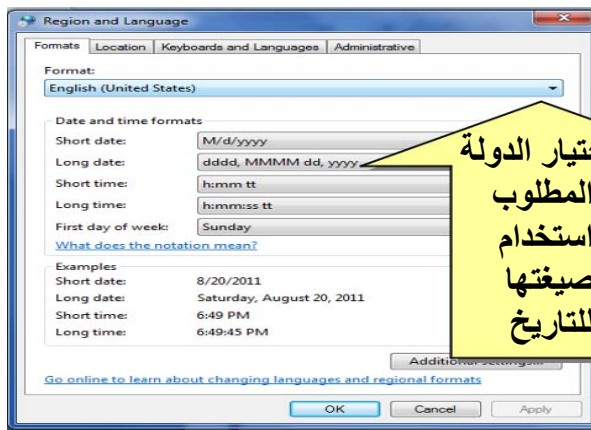 Region and Language
Formats Location Keyboards and Languages Administrative
Format:
English (United States)
Date and time formats
Short date: M/d/yyyy
Long date: dddd, MMMM dd, yyyy
Short time: h:mm tt
Long time: h:mm:ss tt
First day of week: Sunday
What does the notation mean?
Examples
Short date: 8/20/2011
Long date: Saturday, August 20, 2011
Short time: 6:49 PM
Long time: 6:49:45 PM
الدولة
المطلوب
استخدام
صيغتها
للتاريخ
Go online to learn about changing languages and regional formats
OK Cancel Apply